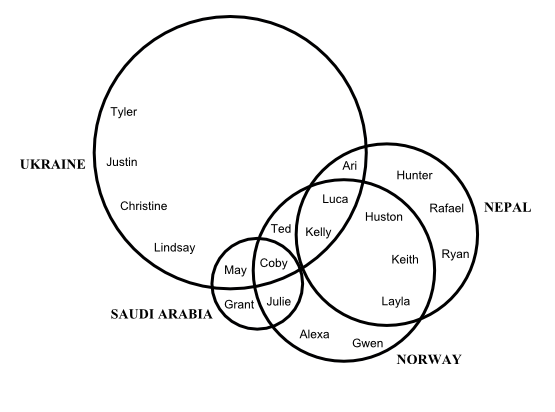 Tyler
Ari
Justin
UKRAINE
Hunter
Luca
Christine
Huston
Rafael
NEPAL
Ted
Kelly
Lindsay
Keith
Ryan
May
Coby
Grant
Julie
Layla
SAUDI ARABIA
Alexa
Gwen
NORWAY